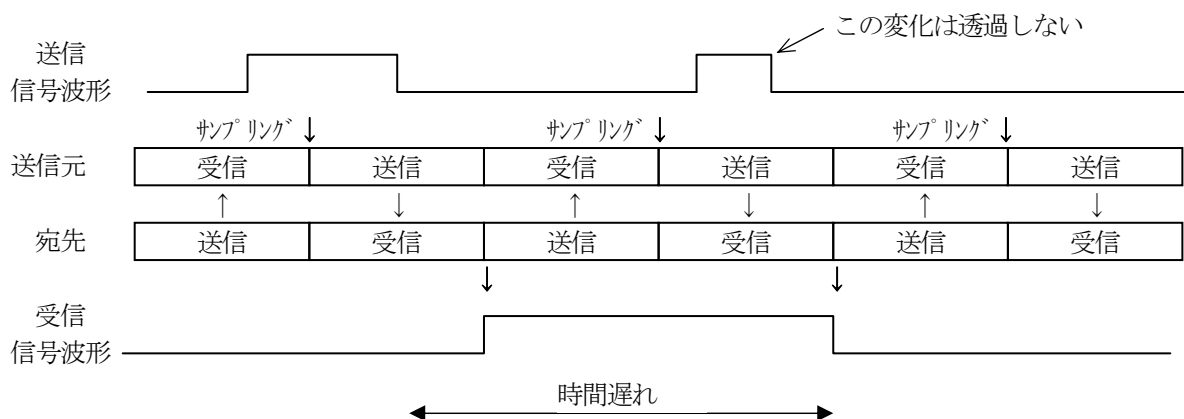 この変化は透過しない
送信
信号波形
サンプリング↓ サンプリング↓ サンプリング↓
送信元 受信 送信 受信 送信 受信 送信
↑ ↓ ↑ ↓ ↑ ↓
宛先 送信 受信 送信 受信 送信 受信
↓ ↓
受信
信号波形
時間遅れ